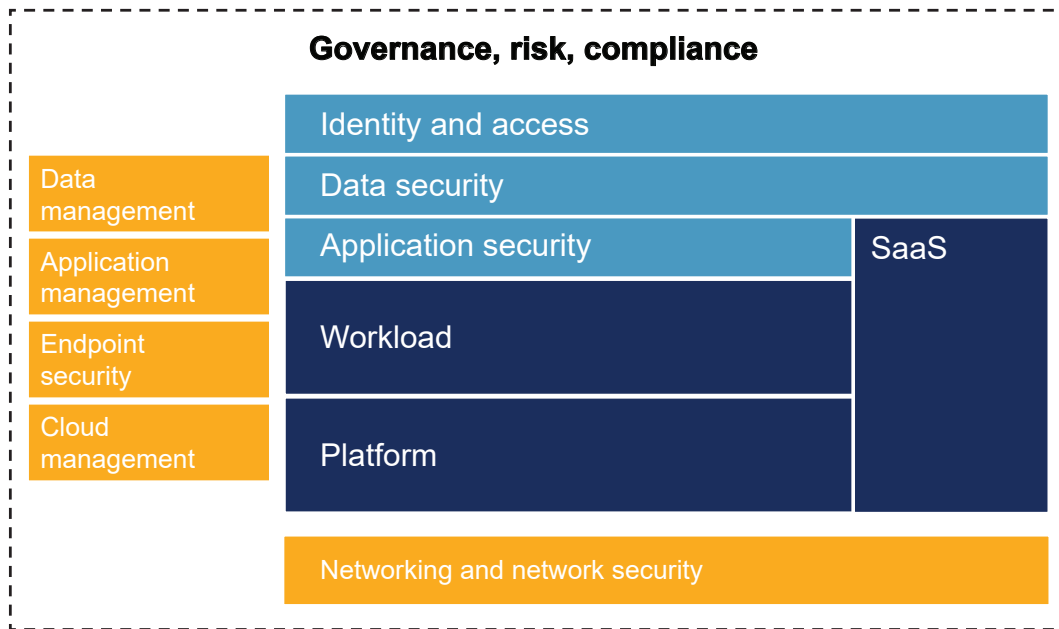 Governance, risk, compliance
Identity and access
Data
management
Data security
Application security
SaaS
Application
management
Workload
Endpoint
security
Cloud
management
Platform
Networking and network security